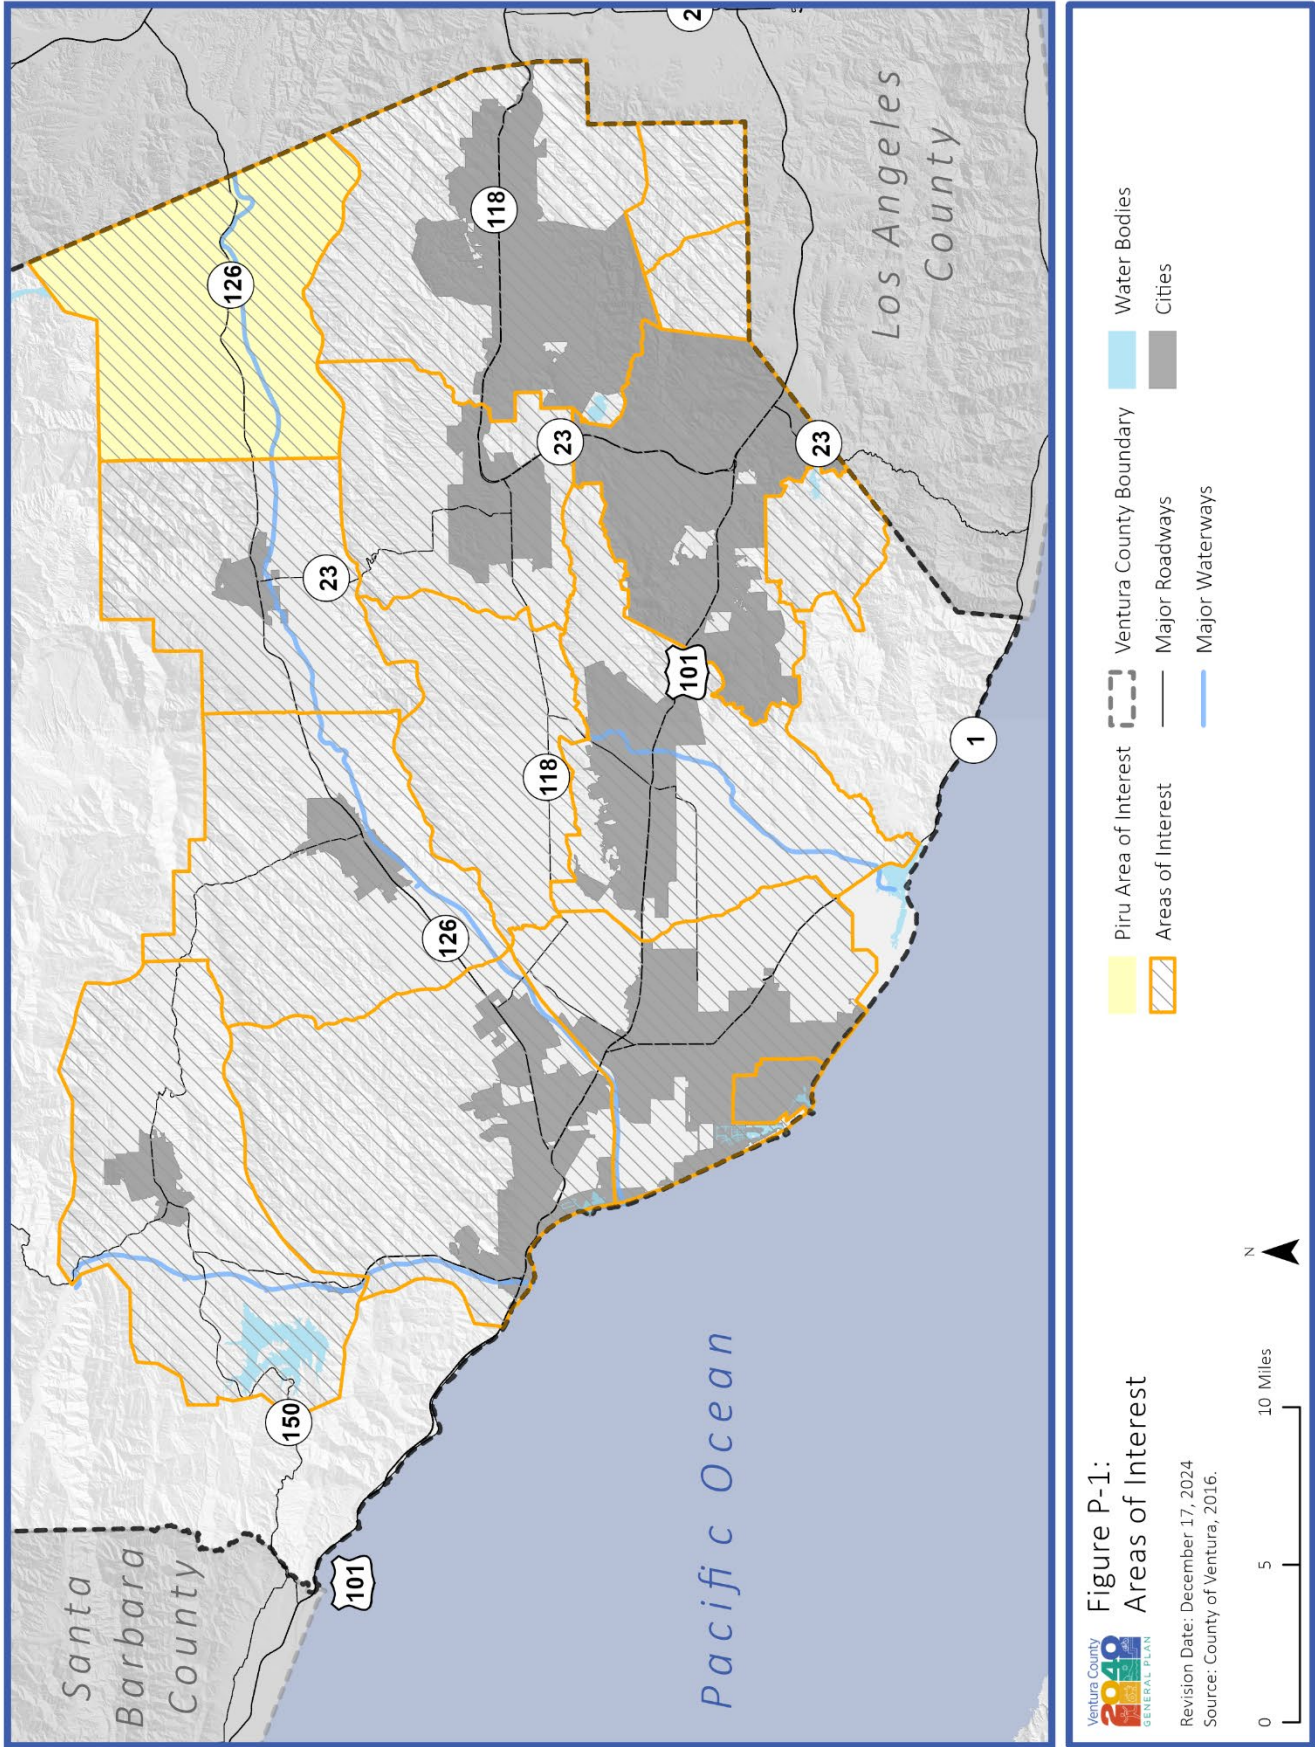 Santa
Barbara
County
101
150
Pacific Ocean
126
118
101
1
23
126
23
118
23
2
Los Angeles
County
Ventura County
2040
GENERAL PLAN
Figure P-1:
Areas of Interest
Revision Date: December 17, 2024
Source: County of Ventura, 2016.
0 5 10 Miles
N
Piru Area of Interest
Areas of Interest
Ventura County Boundary
Major Roadways
Major Waterways
Water Bodies
Cities